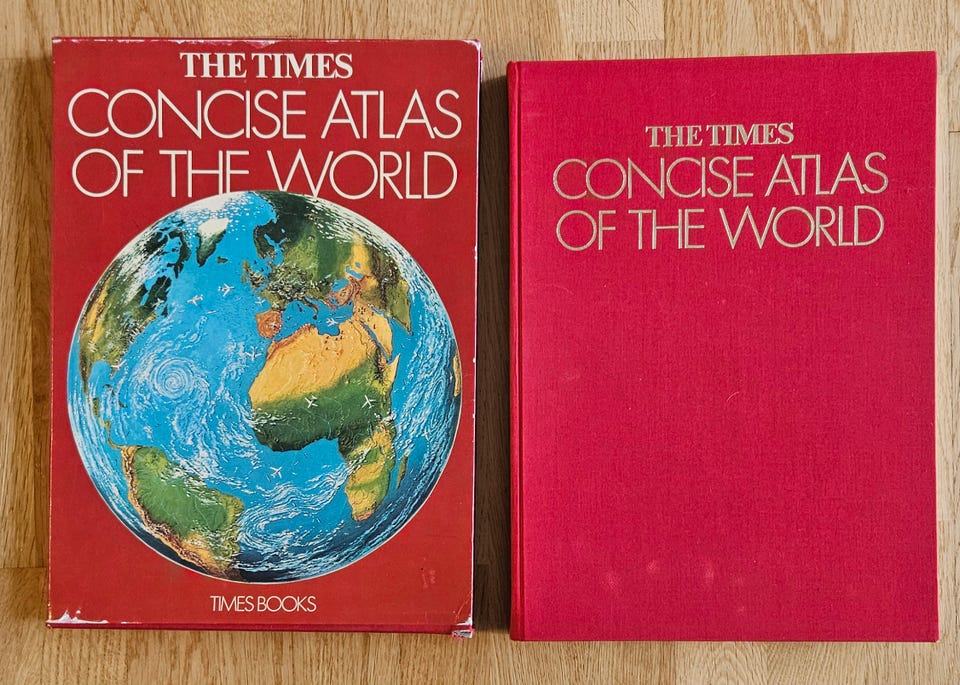 THE TIMES
CONCISE ATLAS
OF THE WORLD
TIMES BOOKS
THE TIMES
CONCISE ATLAS
OF THE WORLD